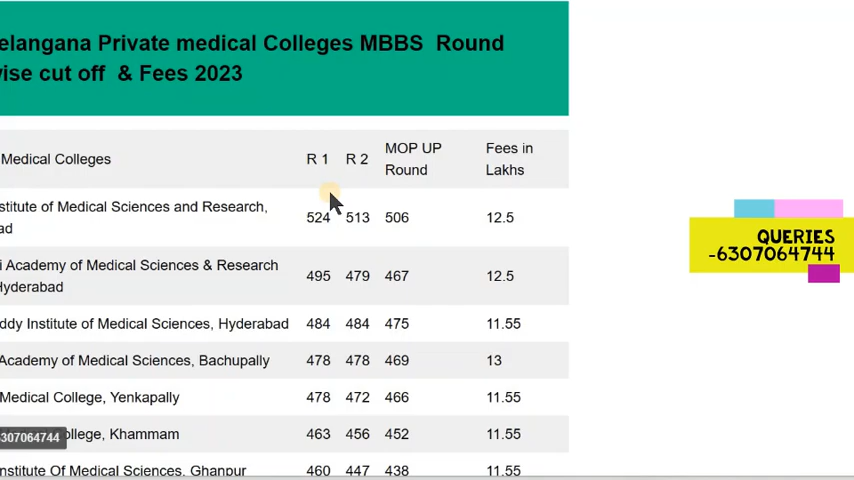 elangana Private medical Colleges MBBS Round
wise cut off & Fees 2023
Medical Colleges R 1 R 2 MOP UP Round Fees in Lakhs
stitute of Medical Sciences and Research,
ad 524 513 506 12.5
i Academy of Medical Sciences & Research
Hyderabad 495 479 467 12.5
ddy Institute of Medical Sciences, Hyderabad 484 484 475 11.55
Academy of Medical Sciences, Bachupally 478 478 469 13
Medical College, Yenkapally 478 472 466 11.55
ollege, Khammam 463 456 452 11.55
nstitute Of Medical Sciences, Ghanpur 460 447 438 11.55
307064744
QUERIES
-6307064744